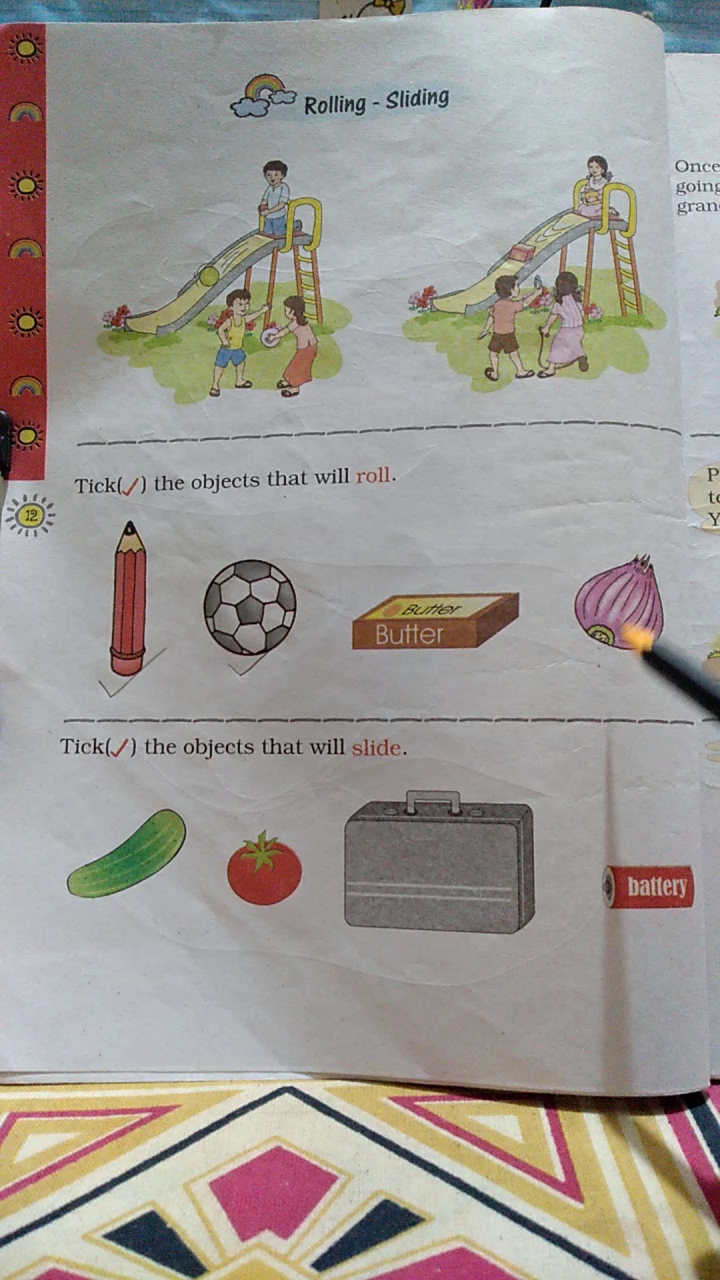 Rolling - Sliding
Once
going
Tick(✓) the objects that will roll.
12
Butter
Butter
Tick(✓) the objects that will slide.
battery